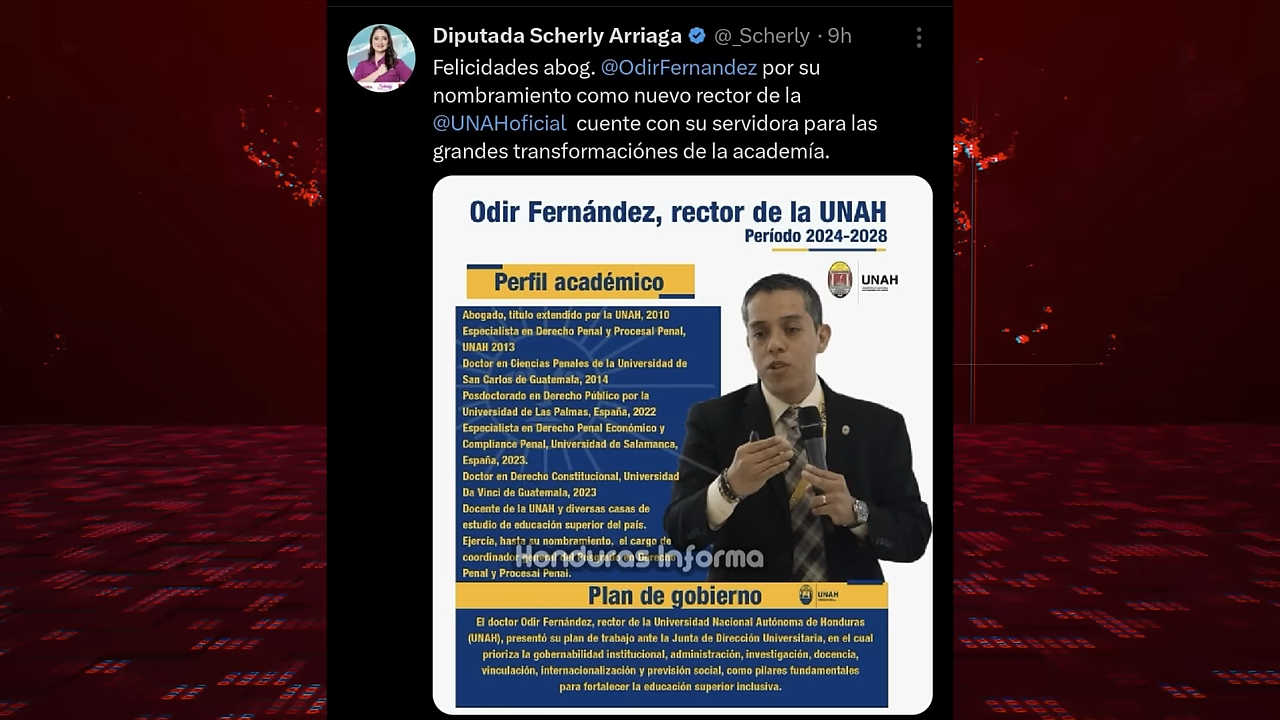 Diputada Scherly Arriaga @_Scherly · 9h
Felicidades abog. @OdirFernandez por su
nombramiento como nuevo rector de la
@UNAHoficial cuente con su servidora para las
grandes transformaciónes de la academía.
Odir Fernández, rector de la UNAH
Período 2024-2028
UNAH
Perfil académico
Abogado, título extendido por la UNAH, 2010
Especialista en Derecho Penal y Procesal Penal,
UNAH 2013
Doctor en Ciencias Penales de la Universidad de
San Carlos de Guatemala, 2014
Posdoctorado en Derecho Público por la
Universidad de Las Palmas, España, 2022
Especialista en Derecho Penal Económico y
Compliance Penal, Universidad de Salamanca,
España, 2023.
Doctor en Derecho Constitucional, Universidad
Da Vinci de Guatemala, 2023
Docente de la UNAH y diversas casas de
estudio de educación superior del país.
Ejercía, hasta su nombramiento, el cargo de
coordinador general del Posgrado en Derecho
Penal y Procesal Penal.
Honduras Informa
Plan de gobierno
UNAH
El doctor Odir Fernández, rector de la Universidad Nacional Autónoma de Honduras
(UNAH), presentó su plan de trabajo ante la Junta de Dirección Universitaria, en el cual
prioriza la gobernabilidad institucional, administración, investigación, docencia,
vinculación, internacionalización y previsión social, como pilares fundamentales
para fortalecer la educación superior inclusiva.